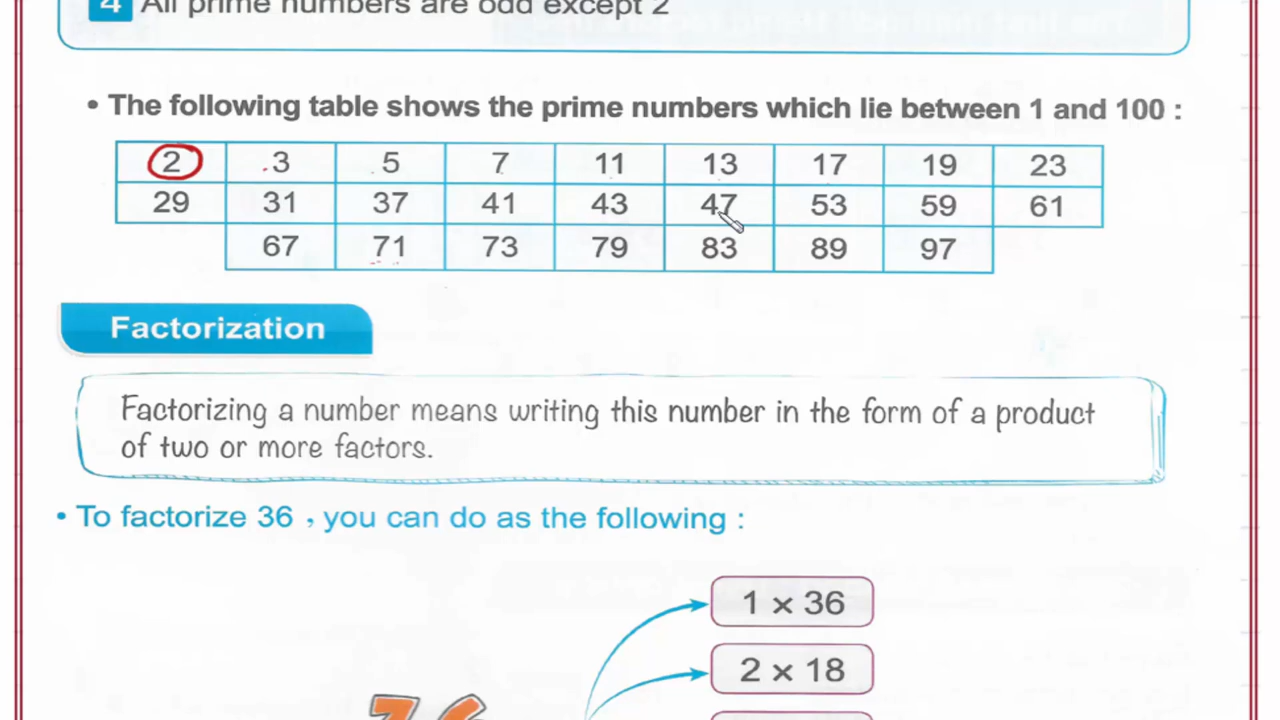 4 All prime numbers are odd except 2
• The following table shows the prime numbers which lie between 1 and 100 :
2 3 5 7 11 13 17 19 23
29 31 37 41 43 47 53 59 61
67 71 73 79 83 89 97
Factorization
Factorizing a number means writing this number in the form of a product
of two or more factors.
• To factorize 36 , you can do as the following :
1 × 36
2 × 18
36